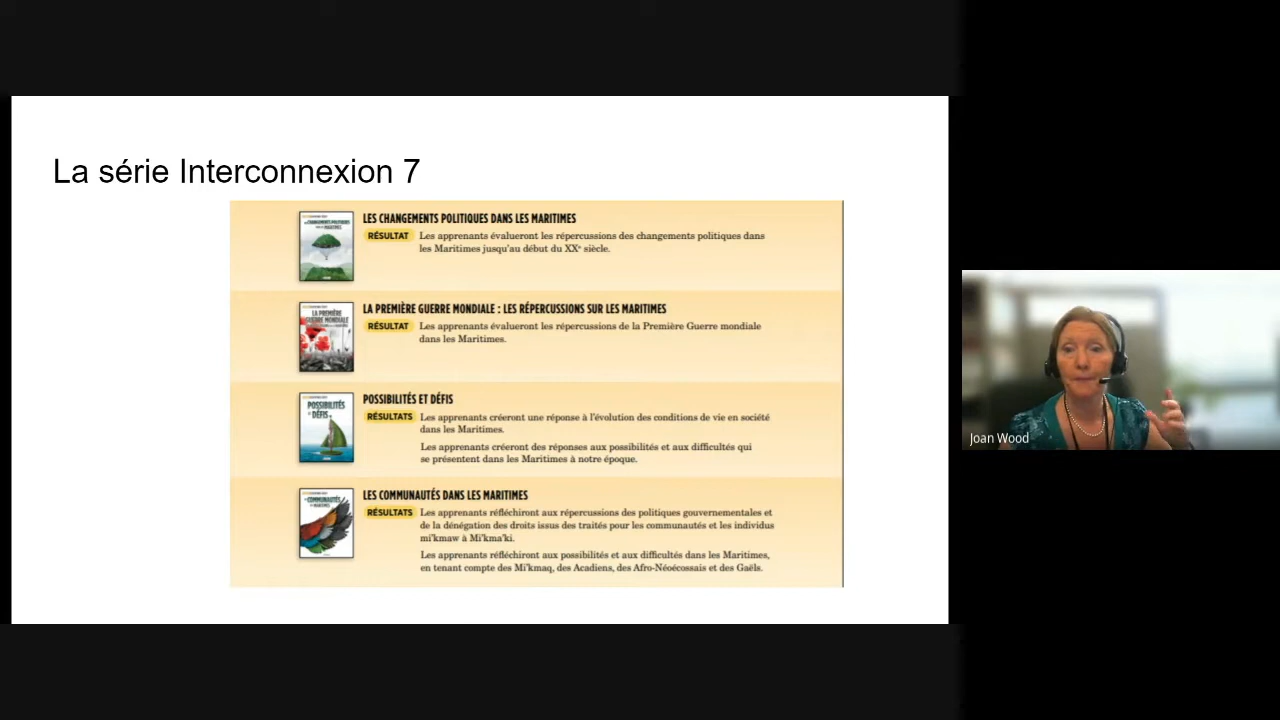 La série Interconnexion 7
LES CHANGEMENTS POLITIQUES DANS LES MARITIMES
RÉSULTAT Les apprenants évalueront les répercussions des changements politiques dans
les Maritimes jusqu'au début du XXe siècle.
LA PREMIÈRE GUERRE MONDIALE : LES RÉPERCUSSIONS SUR LES MARITIMES
LA PREMIÈRE
GUERRE MONDIALE
RÉSULTAT Les apprenants évalueront les répercussions de la Première Guerre mondiale
dans les Maritimes.
POSSIBILITÉS ET DÉFIS
POSSIBILITÉS
ET DÉFIS
RÉSULTATS Les apprenants créeront une réponse à l'évolution des conditions de vie en société
dans les Maritimes.
Les apprenants créeront des réponses aux possibilités et aux difficultés qui
se présentent dans les Maritimes à notre époque.
LES COMMUNAUTÉS DANS LES MARITIMES
RÉSULTATS Les apprenants réfléchiront aux répercussions des politiques gouvernementales et
de la dénégation des droits issus des traités pour les communautés et les individus
mi'kmaw à Mi'kma'ki.
Les apprenants réfléchiront aux possibilités et aux difficultés dans les Maritimes,
en tenant compte des Mi'kmaq, des Acadiens, des Afro-Néoécossais et des Gaëls.
Joan Wood